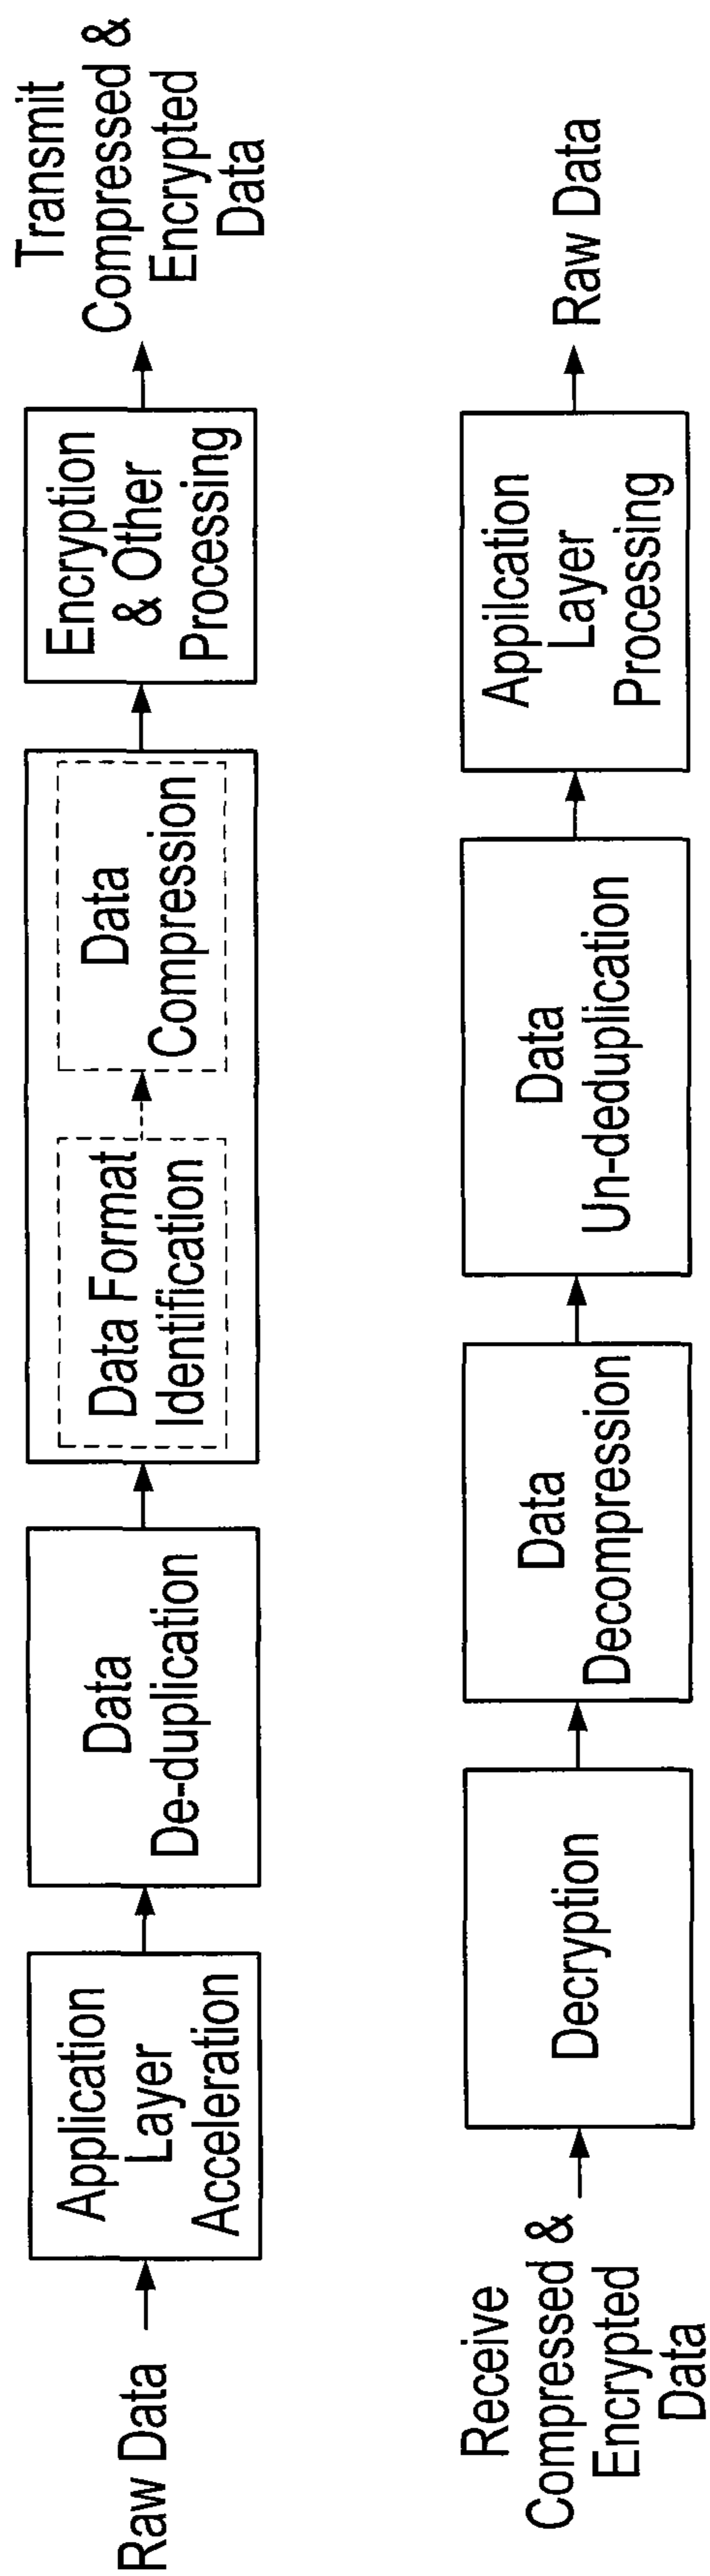 Raw Data
Application
Layer
Acceleration
Data
De-duplication
Data Format
Identification
Data
Compression
Encryption
& Other
Processing
Transmit
Compressed &
Encrypted
Data
Receive
Compressed &
Encrypted
Data
Decryption
Data
Decompression
Data
Un-deduplication
Appilcation
Layer
Processing
Raw Data